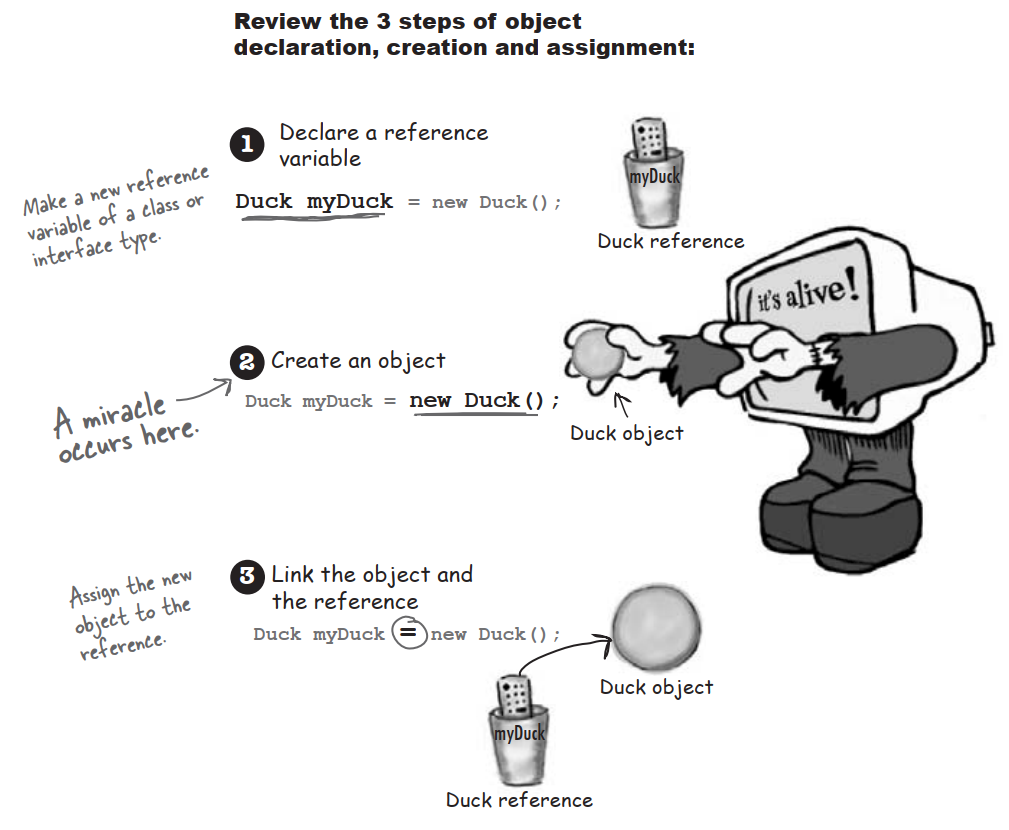 Review the 3 steps of object
declaration, creation and assignment:
1 Declare a reference
variable
Make a new reference
variable of a class or
interface type.
Duck myDuck = new Duck();
myDuck
Duck reference
it's alive!
2 Create an object
Duck myDuck = new Duck();
A miracle
occurs here.
Duck object
3 Link the object and
the reference
Assign the new
object to the
reference.
Duck myDuck = new Duck();
Duck object
myDuck
Duck reference